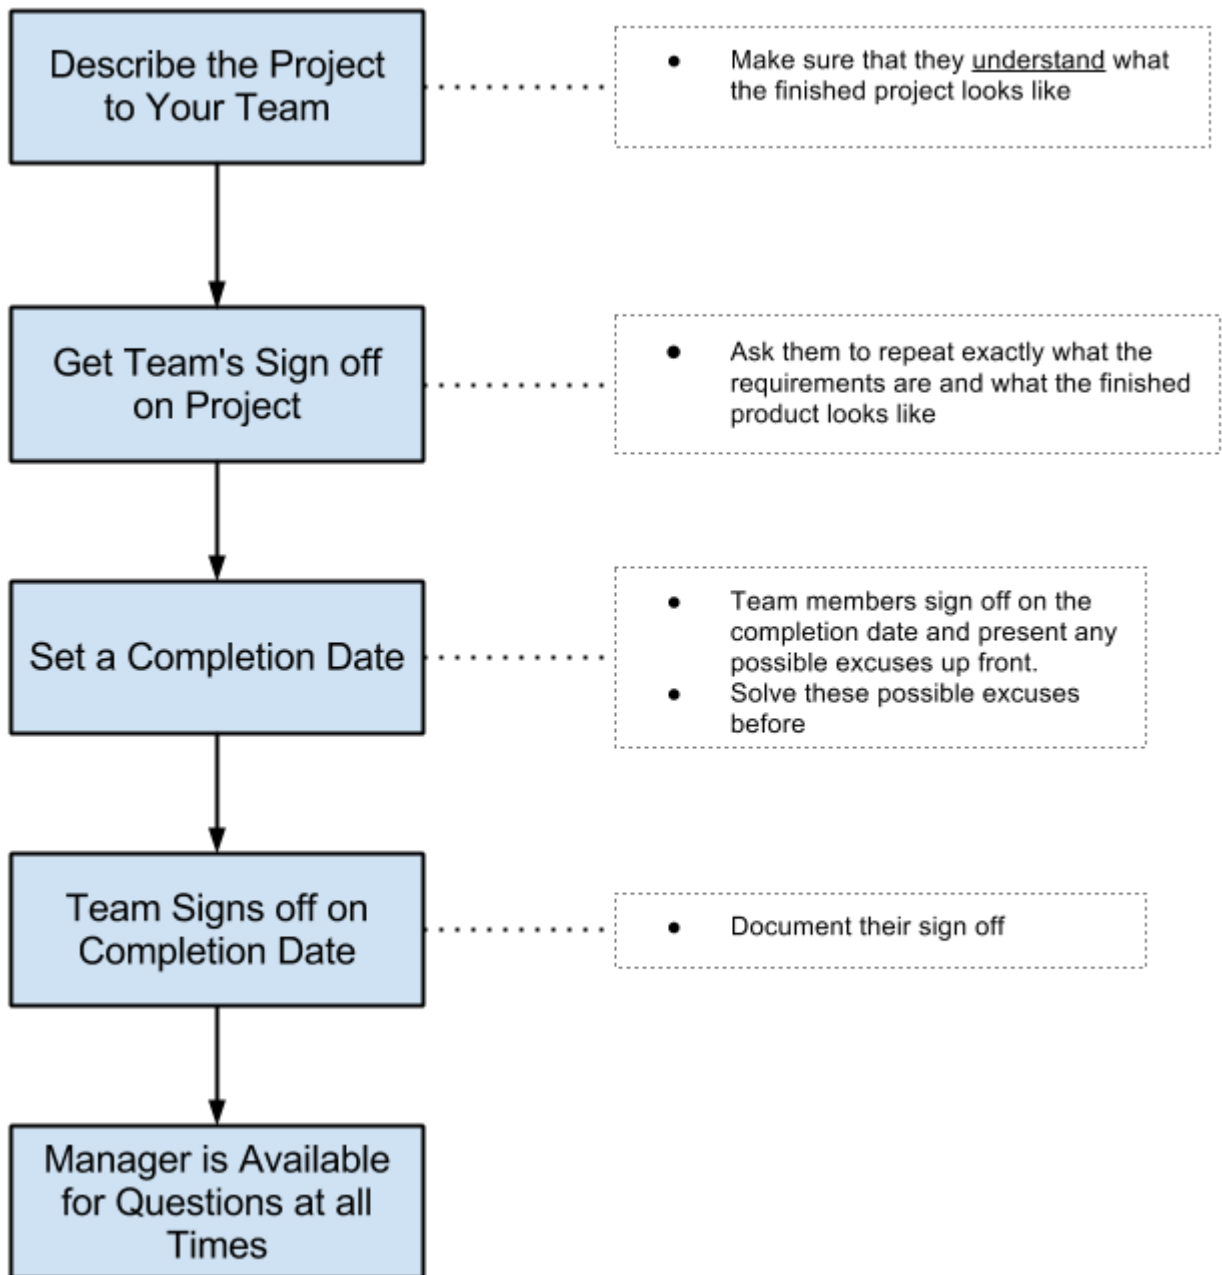 Describe the Project
to Your Team
● Make sure that they understand what
the finished project looks like
Get Team's Sign off
on Project
● Ask them to repeat exactly what the
requirements are and what the finished
product looks like
Set a Completion Date
● Team members sign off on the
completion date and present any
possible excuses up front.
● Solve these possible excuses
before
Team Signs off on
Completion Date
● Document their sign off
Manager is Available
for Questions at all
Times